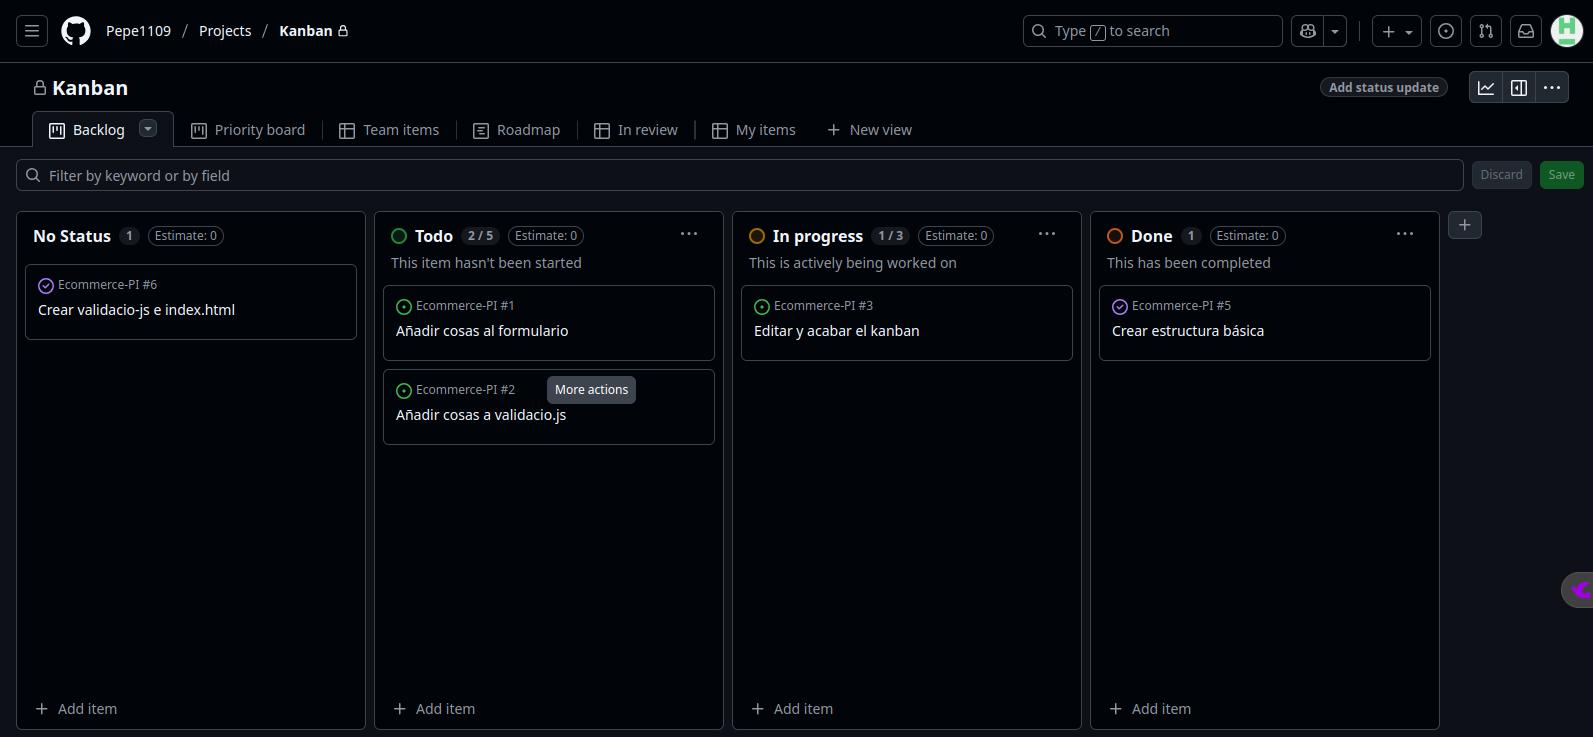 Pepe1109 / Projects / Kanban
Type / to search
Kanban
Add status update
Backlog
Priority board
Team items
Roadmap
In review
My items
New view
Filter by keyword or by field
Discard
Save
No Status 1 Estimate: 0
Ecommerce-PI #6
Crear validacio-js e index.html
Add item
Todo 2 / 5 Estimate: 0
This item hasn't been started
Ecommerce-PI #1
Añadir cosas al formulario
Ecommerce-PI #2
More actions
Añadir cosas a validacio.js
Add item
In progress 1 / 3 Estimate: 0
This is actively being worked on
Ecommerce-PI #3
Editar y acabar el kanban
Add item
Done 1 Estimate: 0
This has been completed
Ecommerce-PI #5
Crear estructura básica
Add item